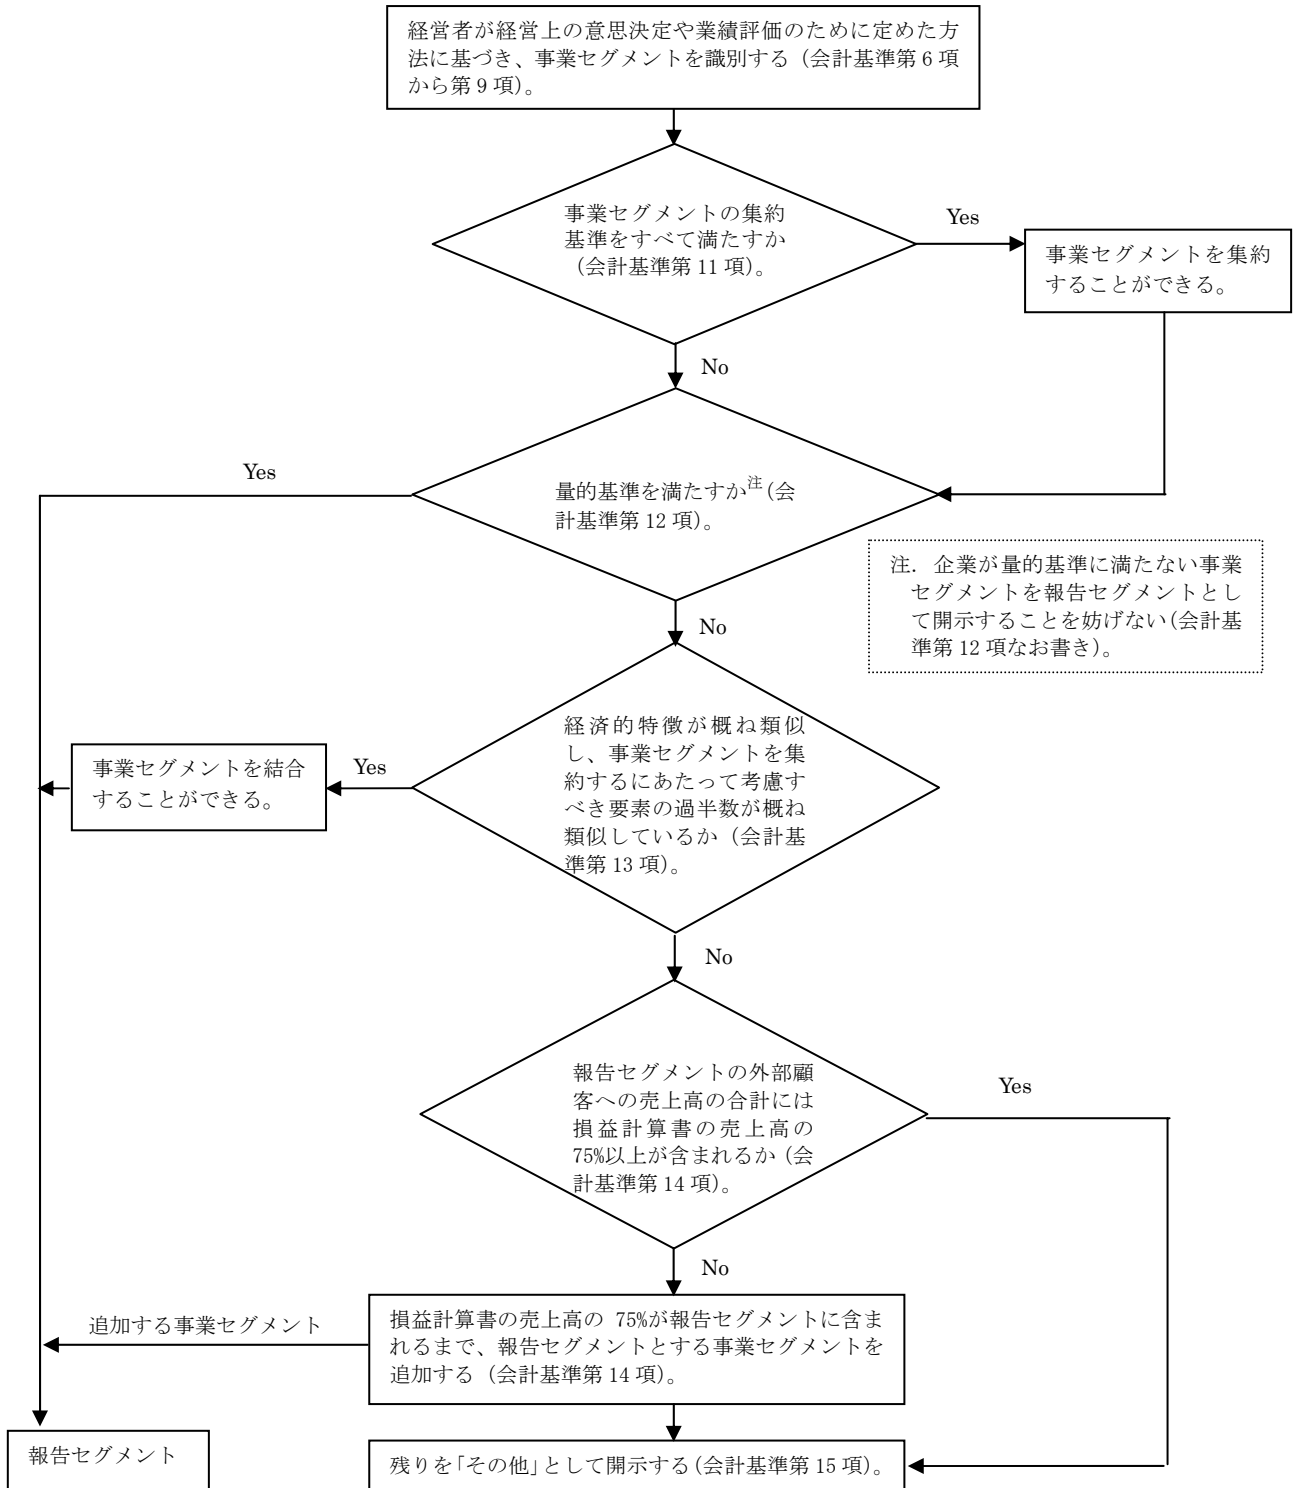 経営者が経営上の意思決定や業績評価のために定めた方
法に基づき、事業セグメントを識別する（会計基準第 6 項
から第 9 項）。
事業セグメントの集約
基準をすべて満たすか
（会計基準第 11 項）。
Yes
事業セグメントを集約
することができる。
No
Yes
量的基準を満たすか注(会
計基準第 12 項)。
注. 企業が量的基準に満たない事業
セグメントを報告セグメントとし
て開示することを妨げない(会計基
準第 12 項なお書き)。
No
経済的特徴が概ね類似
し、事業セグメントを集
約するにあたって考慮す
べき要素の過半数が概ね
類似しているか（会計基
準第 13 項）。
Yes
事業セグメントを結合
することができる。
No
報告セグメントの外部顧
客への売上高の合計には
損益計算書の売上高の
75%以上が含まれるか（会
計基準第 14 項）。
Yes
No
損益計算書の売上高の 75%が報告セグメントに含ま
れるまで、報告セグメントとする事業セグメントを
追加する（会計基準第 14 項）。
追加する事業セグメント
報告セグメント
残りを「その他」として開示する(会計基準第 15 項)。